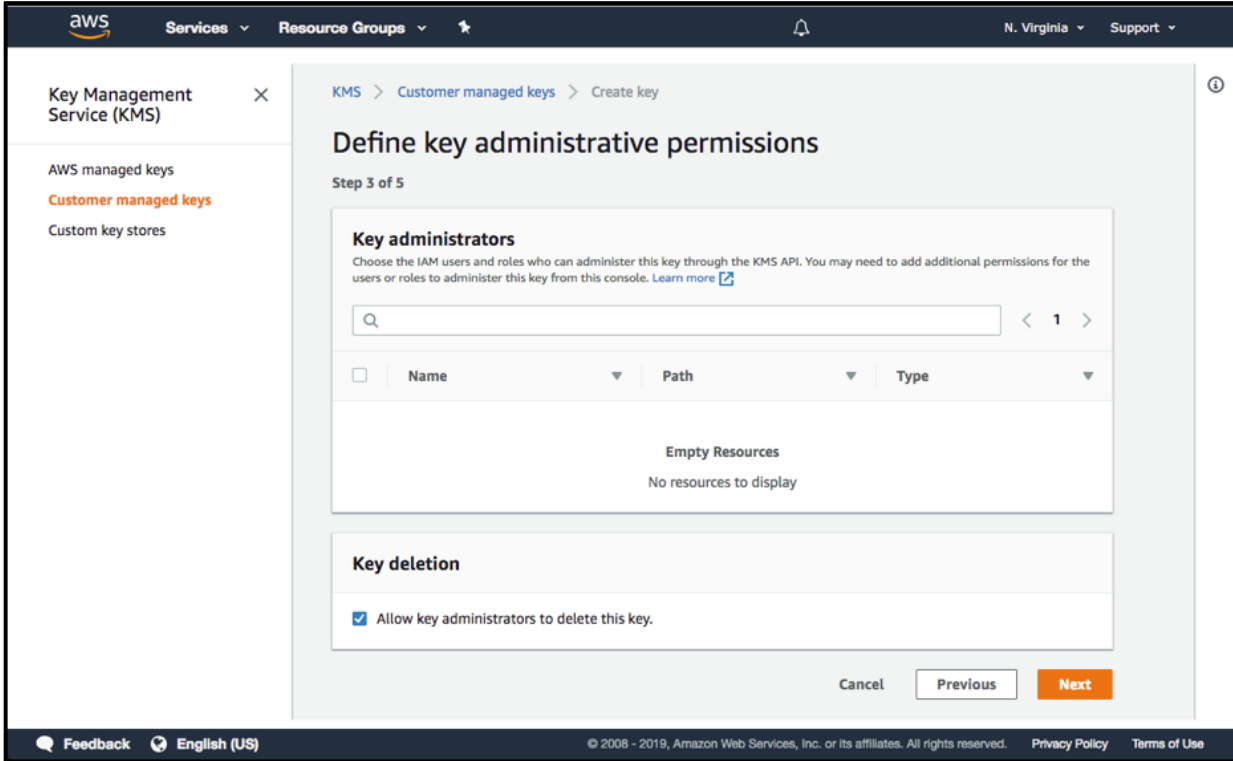 aws Services Resource Groups N. Virginia Support
Key Management
Service (KMS)
AWS managed keys
Customer managed keys
Custom key stores
KMS > Customer managed keys > Create key
Define key administrative permissions
Step 3 of 5
Key administrators
Choose the IAM users and roles who can administer this key through the KMS API. You may need to add additional permissions for the
users or roles to administer this key from this console. Learn more
< 1 >
Name Path Type
Empty Resources
No resources to display
Key deletion
Allow key administrators to delete this key.
Cancel Previous Next
Feedback English (US) © 2008 - 2019, Amazon Web Services, Inc. or its affiliates. All rights reserved. Privacy Policy Terms of Use